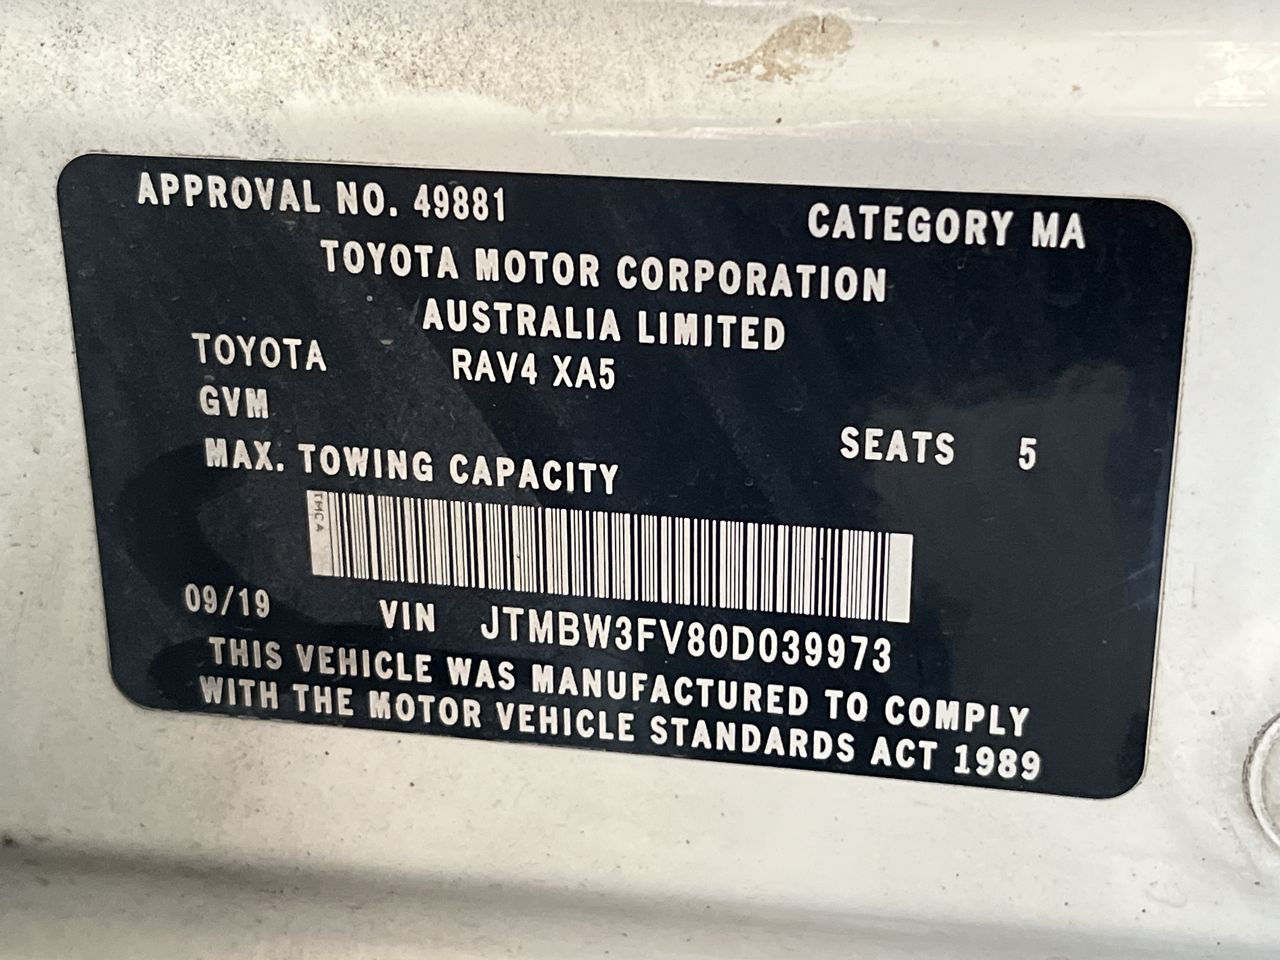 APPROVAL NO. 49881 CATEGORY MA
TOYOTA MOTOR CORPORATION
AUSTRALIA LIMITED
TOYOTA RAV4 XA5
GVM
SEATS 5
MAX. TOWING CAPACITY
TMCA
09/19 VIN JTMBW3FV80D039973
THIS VEHICLE WAS MANUFACTURED TO COMPLY
WITH THE MOTOR VEHICLE STANDARDS ACT 1989